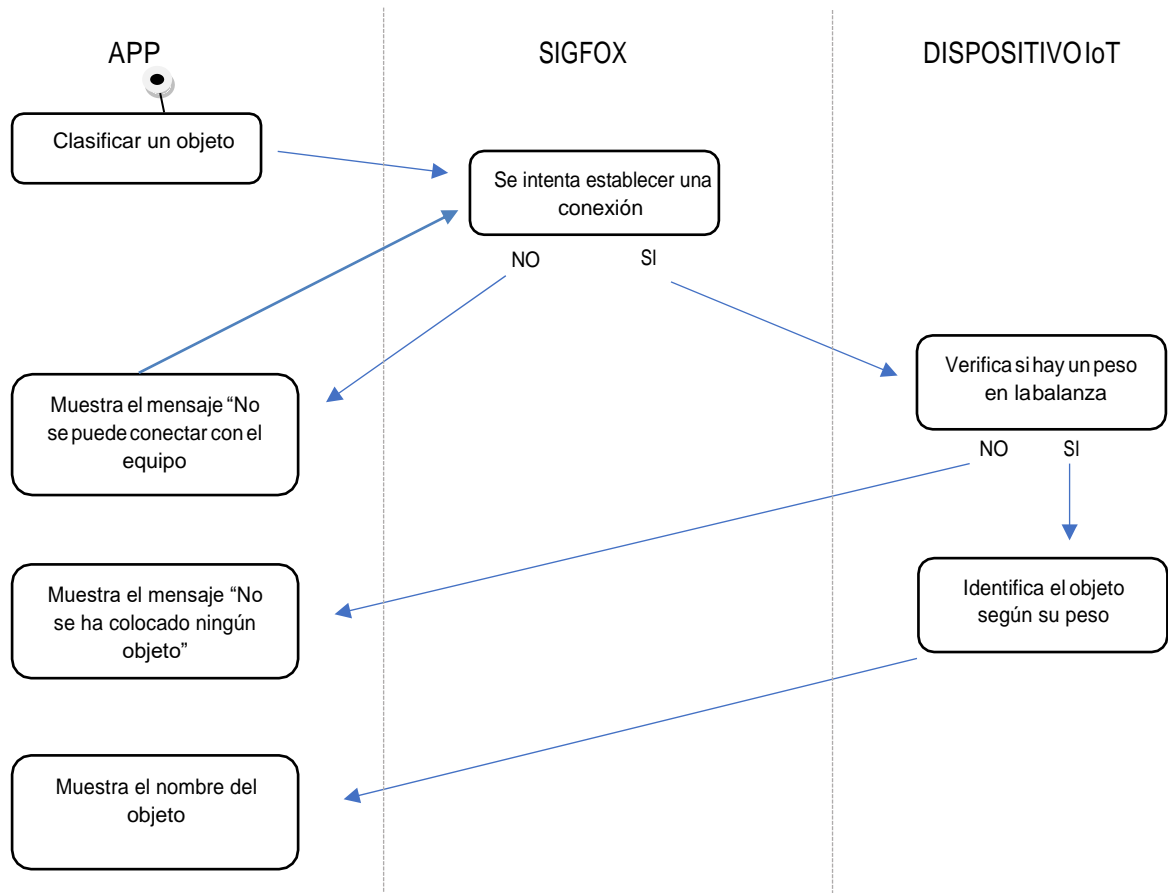 APP
SIGFOX
DISPOSITIVO IoT
Clasificar un objeto
Se intenta establecer una
conexión
NO
SI
Verifica si hay un peso
en la balanza
NO
SI
Muestra el mensaje “No
se puede conectar con el
equipo
Muestra el mensaje “No
se ha colocado ningún
objeto”
Identifica el objeto
según su peso
Muestra el nombre del
objeto